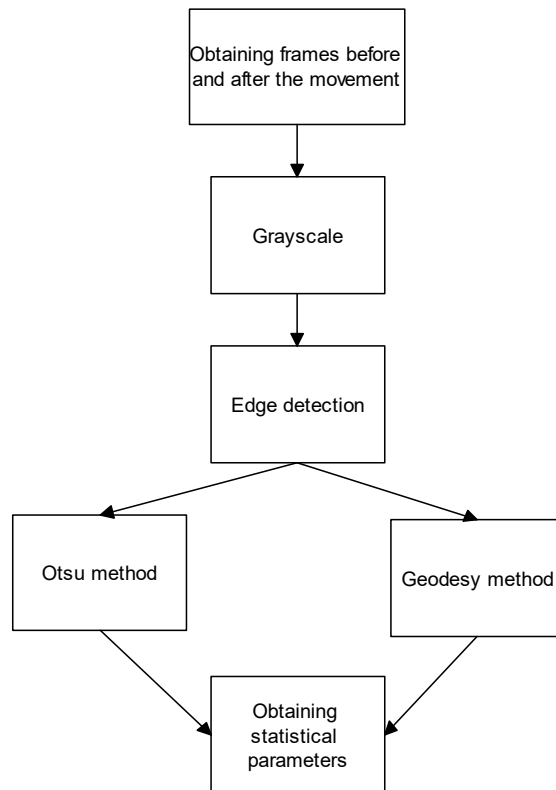 Obtaining frames before
and after the movement
Grayscale
Edge detection
Otsu method
Geodesy method
Obtaining
statistical
parameters